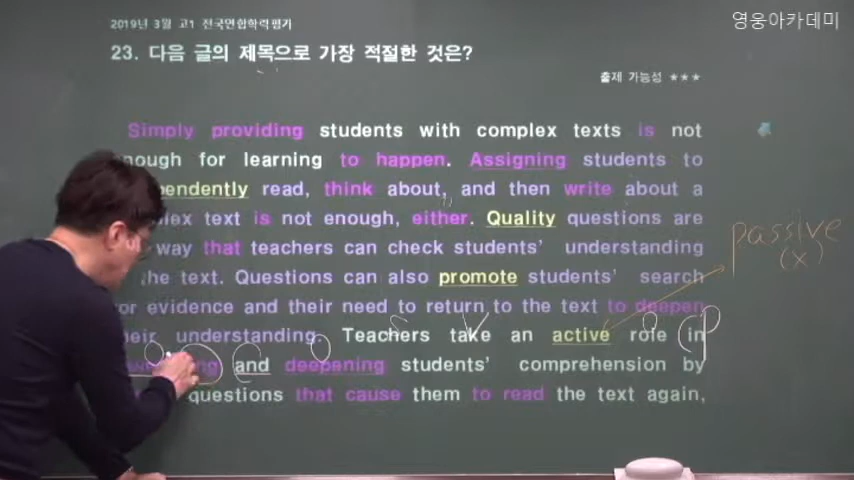 2019년 3월 고1 전국연합학력평가
영웅아카데미
23. 다음 글의 제목으로 가장 적절한 것은?
출제 가능성 ★★★
Simply providing students with complex texts is not
for learning to happen. Assigning students to
read, think about, and then write about a
text is not enough, either. Quality questions are
way that teachers can check students' understanding
the text. Questions can also promote students' search
evidence and their need to return to the text to deepen
understanding. Teachers take an active role in
and deepening students' comprehension by
questions that cause them to read the text again,
passive
(x)
S V O P